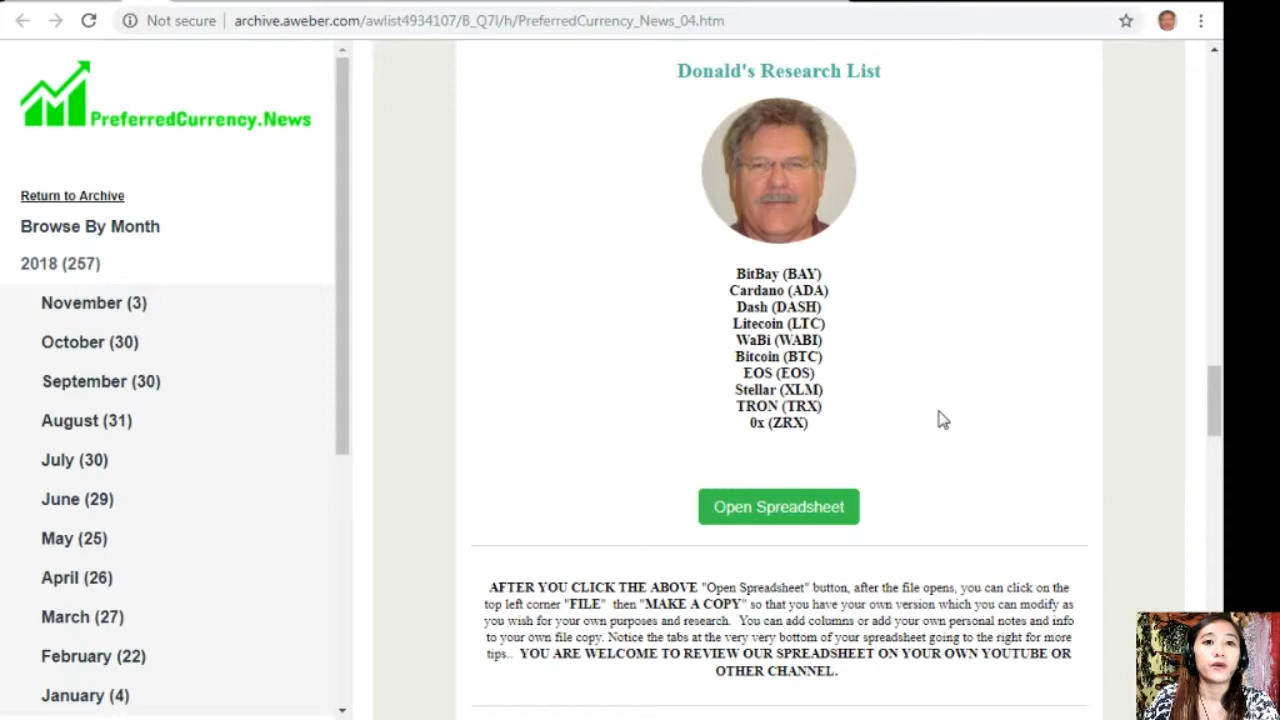 Not secure
archive.aweber.com/awlist4934107/B_Q7I/h/PreferredCurrency_News_04.htm
PreferredCurrency.News
Return to Archive
Browse By Month
2018 (257)
November (3)
October (30)
September (30)
August (31)
July (30)
June (29)
May (25)
April (26)
March (27)
February (22)
January (4)
Donald's Research List
BitBay (BAY)
Cardano (ADA)
Dash (DASH)
Litecoin (LTC)
WaBi (WABI)
Bitcoin (BTC)
EOS (EOS)
Stellar (XLM)
TRON (TRX)
0x (ZRX)
Open Spreadsheet
AFTER YOU CLICK THE ABOVE "Open Spreadsheet" button, after the file opens, you can click on the
top left corner "FILE" then "MAKE A COPY" so that you have your own version which you can modify as
you wish for your own purposes and research. You can add columns or add your own personal notes and info
to your own file copy. Notice the tabs at the very very bottom of your spreadsheet going to the right for more
tips.. YOU ARE WELCOME TO REVIEW OUR SPREADSHEET ON YOUR OWN YOUTUBE OR
OTHER CHANNEL.